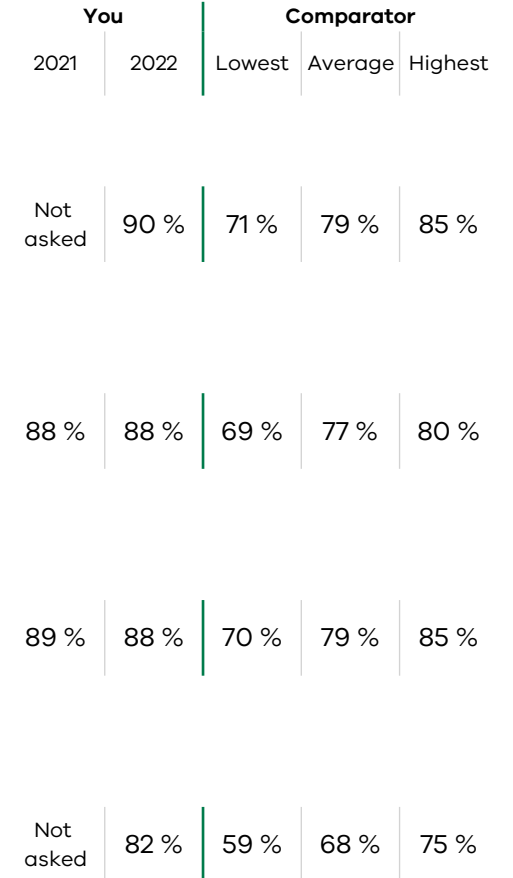 You Comparator
2021 2022 Lowest Average Highest
Not
asked 90 % 71 % 79 % 85 %
88 % 88 % 69 % 77 % 80 %
89 % 88 % 70 % 79 % 85 %
Not
asked 82 % 59 % 68 % 75 %